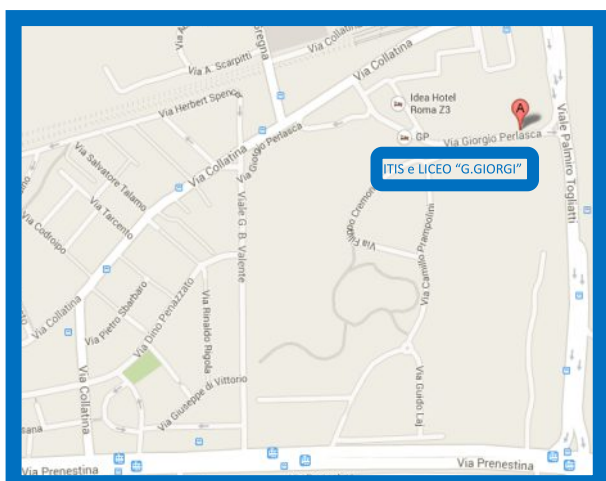 Via A. Scarpitti
Via Collatina
Via Herbert Spencer
Via Collatina
Idea Hotel
Roma Z3
A
GP
Via Giorgio Perlasca
Viale Palmiro Togliatti
ITIS e LICEO “G.GIORGI”
Via Giorgio Perlasca
Via Collatina
Via Salvatore Talamo
Via Tarcento
Via Codroipo
Viale G. B. Valente
Via Camillo Prampolini
Via Collatina
Via Pietro Sbarbaro
Via Dino Penazzato
Via Rinaldo Rigola
Via Collatina
Via Giuseppe di Vittorio
Via Guido Laj
Via Prenestina
Via Prenestina